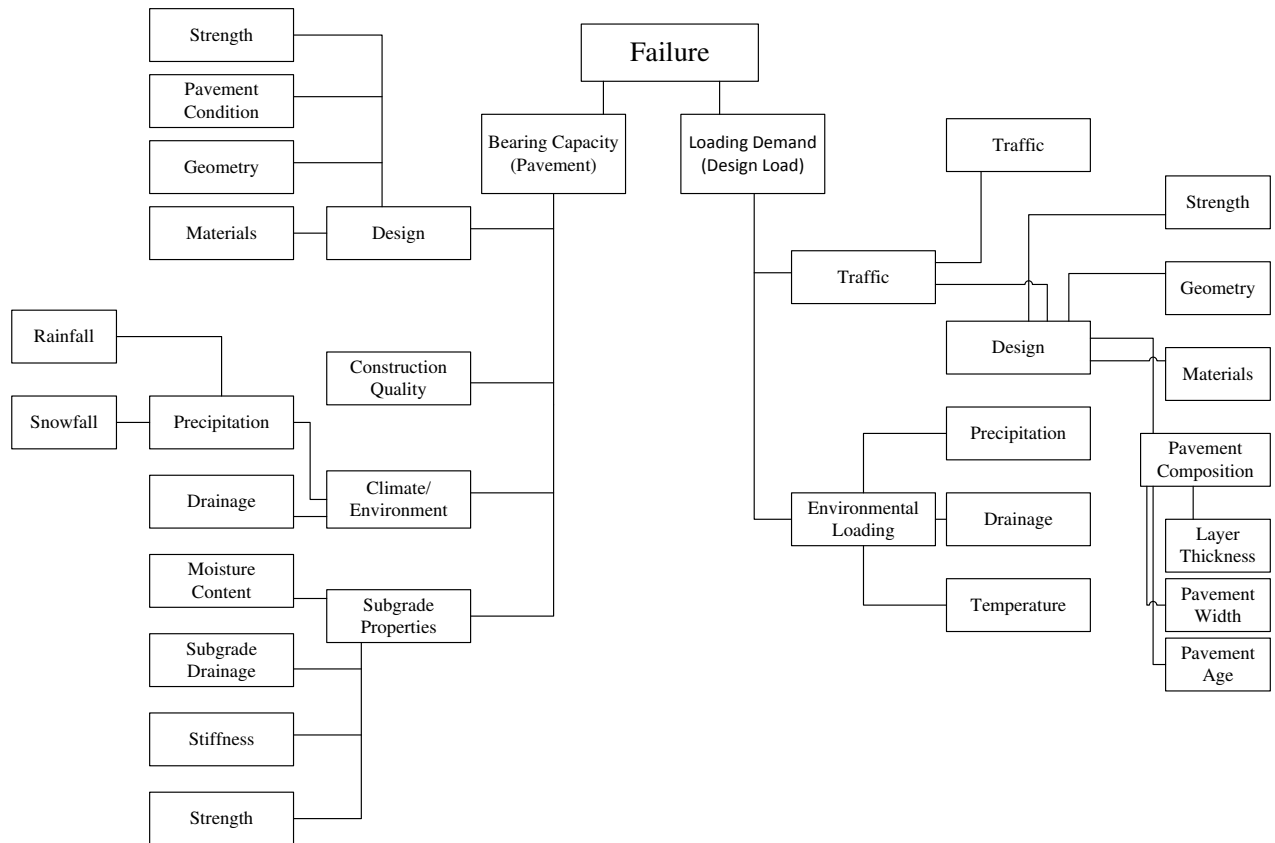 Failure
Bearing Capacity
(Pavement)
Loading Demand
(Design Load)
Strength
Pavement
Condition
Geometry
Materials
Design
Construction
Quality
Rainfall
Snowfall
Precipitation
Drainage
Climate/
Environment
Moisture
Content
Subgrade
Properties
Subgrade
Drainage
Stiffness
Strength
Traffic
Traffic
Design
Strength
Geometry
Materials
Pavement
Composition
Layer
Thickness
Pavement
Width
Pavement
Age
Environmental
Loading
Precipitation
Drainage
Temperature